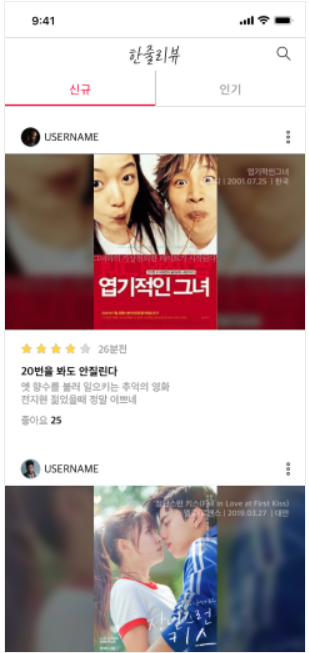 9:41
한줄리뷰
신규
인기
USERNAME
엽기적인그녀
| 2001.07.25 | 한국
엽기적인 그녀
26분전
20번을 봐도 안질린다
옛 향수를 불러 일으키는 추억의 영화
전지현 젊었을때 정말 이쁘네
좋아요 25
USERNAME
장난스런 키스(Fall in Love at First Kiss)
| 2019.03.27 | 대만
장난스런
키스